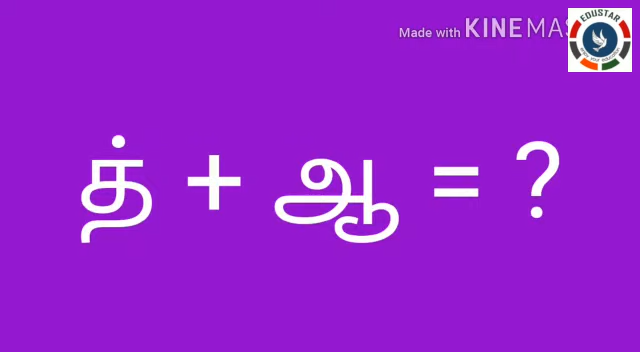 Made with KINEMAS
EDUSTAR
த் + ஆ = ?